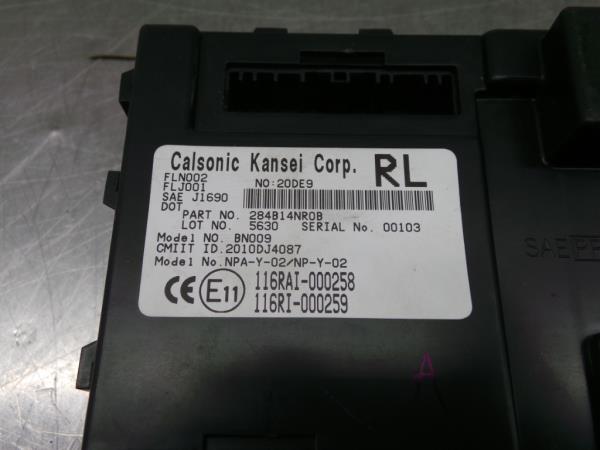 Calsonic Kansei Corp. RL
FLN002
FLJ001 NO:20DE9
SAE J1690
DOT
PART NO. 284B14NR0B
LOT NO. 5630 SERIAL No. 00103
Model No. BN009
CMIIT ID.2010DJ4087
Model No.NPA-Y-02/NP-Y-02
CE E11 116RAI-000258
116RI-000259
SAE
A